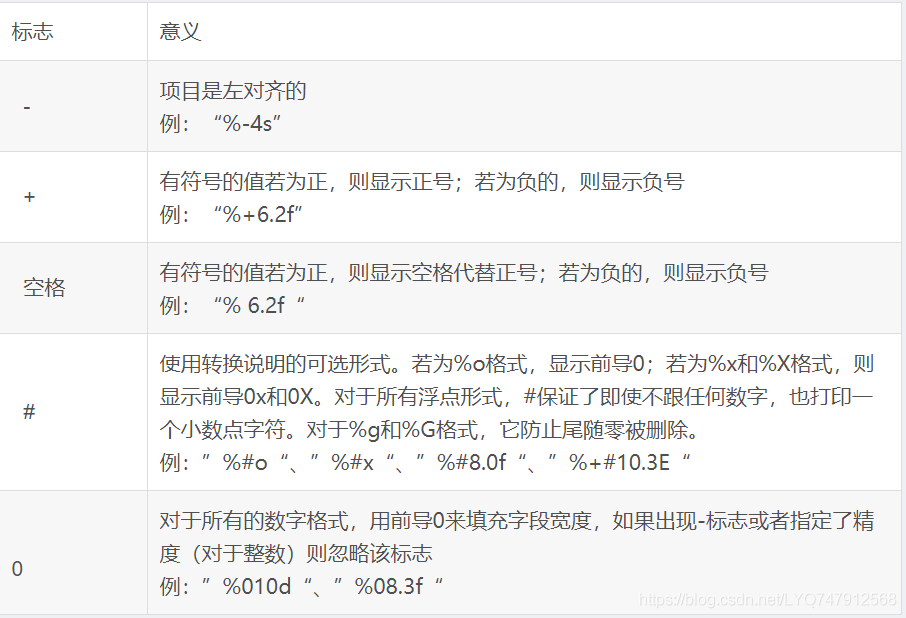 标志 意义
- 项目是左对齐的
例：“%-4s”
+ 有符号的值若为正，则显示正号；若为负的，则显示负号
例：“%+6.2f”
空格 有符号的值若为正，则显示空格代替正号；若为负的，则显示负号
例：“% 6.2f“
# 使用转换说明的可选形式。若为%o格式，显示前导0；若为%x和%X格式，则
显示前导0x和0X。对于所有浮点形式，#保证了即使不跟任何数字，也打印一
个小数点字符。对于%g和%G格式，它防止尾随零被删除。
例：”%#o“、”%#x“、”%#8.0f“、”%+#10.3E“
0 对于所有的数字格式，用前导0来填充字段宽度，如果出现-标志或者指定了精
度（对于整数）则忽略该标志
例：”%010d“、”%08.3f“
https://blog.csdn.net/LYQ747912568